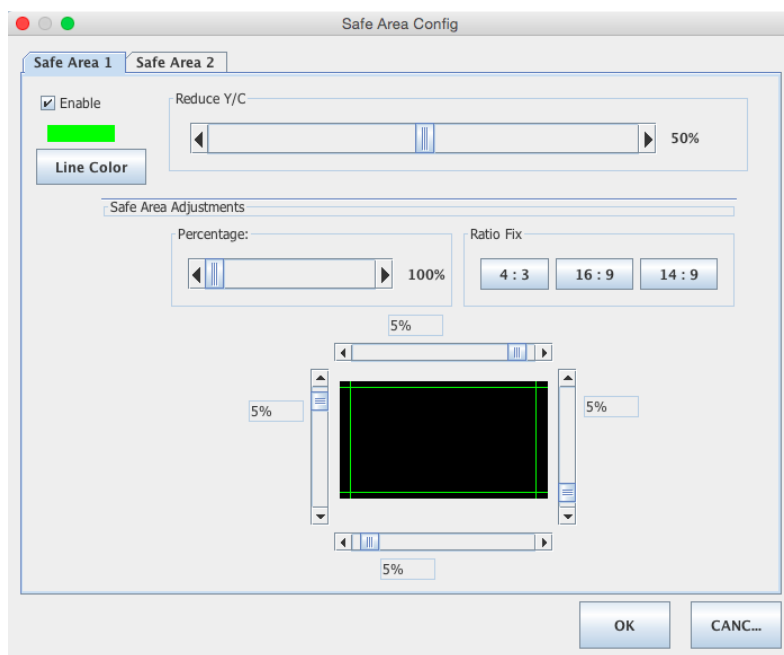 Safe Area Config
Safe Area 1 Safe Area 2
Enable
Reduce Y/C
50%
Line Color
Safe Area Adjustments
Percentage:
100%
Ratio Fix
4 : 3 16 : 9 14 : 9
5%
5%
5%
5%
OK CANC...